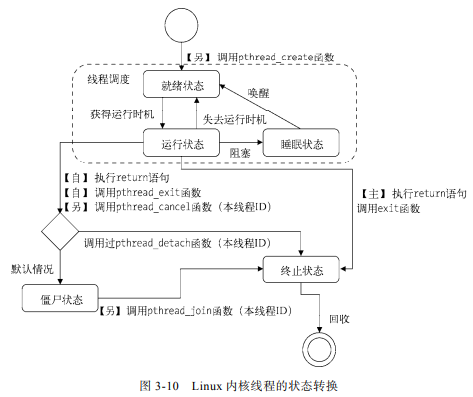 【另】调用pthread_create函数
线程调度
就绪状态
唤醒
获得运行时机
失去运行时机
运行状态
阻塞
睡眠状态
【自】执行return语句
【自】调用pthread_exit函数
【另】调用pthread_cancel函数（本线程ID）
【主】执行return语句
调用exit函数
调用过pthread_detach函数（本线程ID）
默认情况
终止状态
僵尸状态
【另】调用pthread_join函数（本线程ID）
回收
图 3-10 Linux 内核线程的状态转换